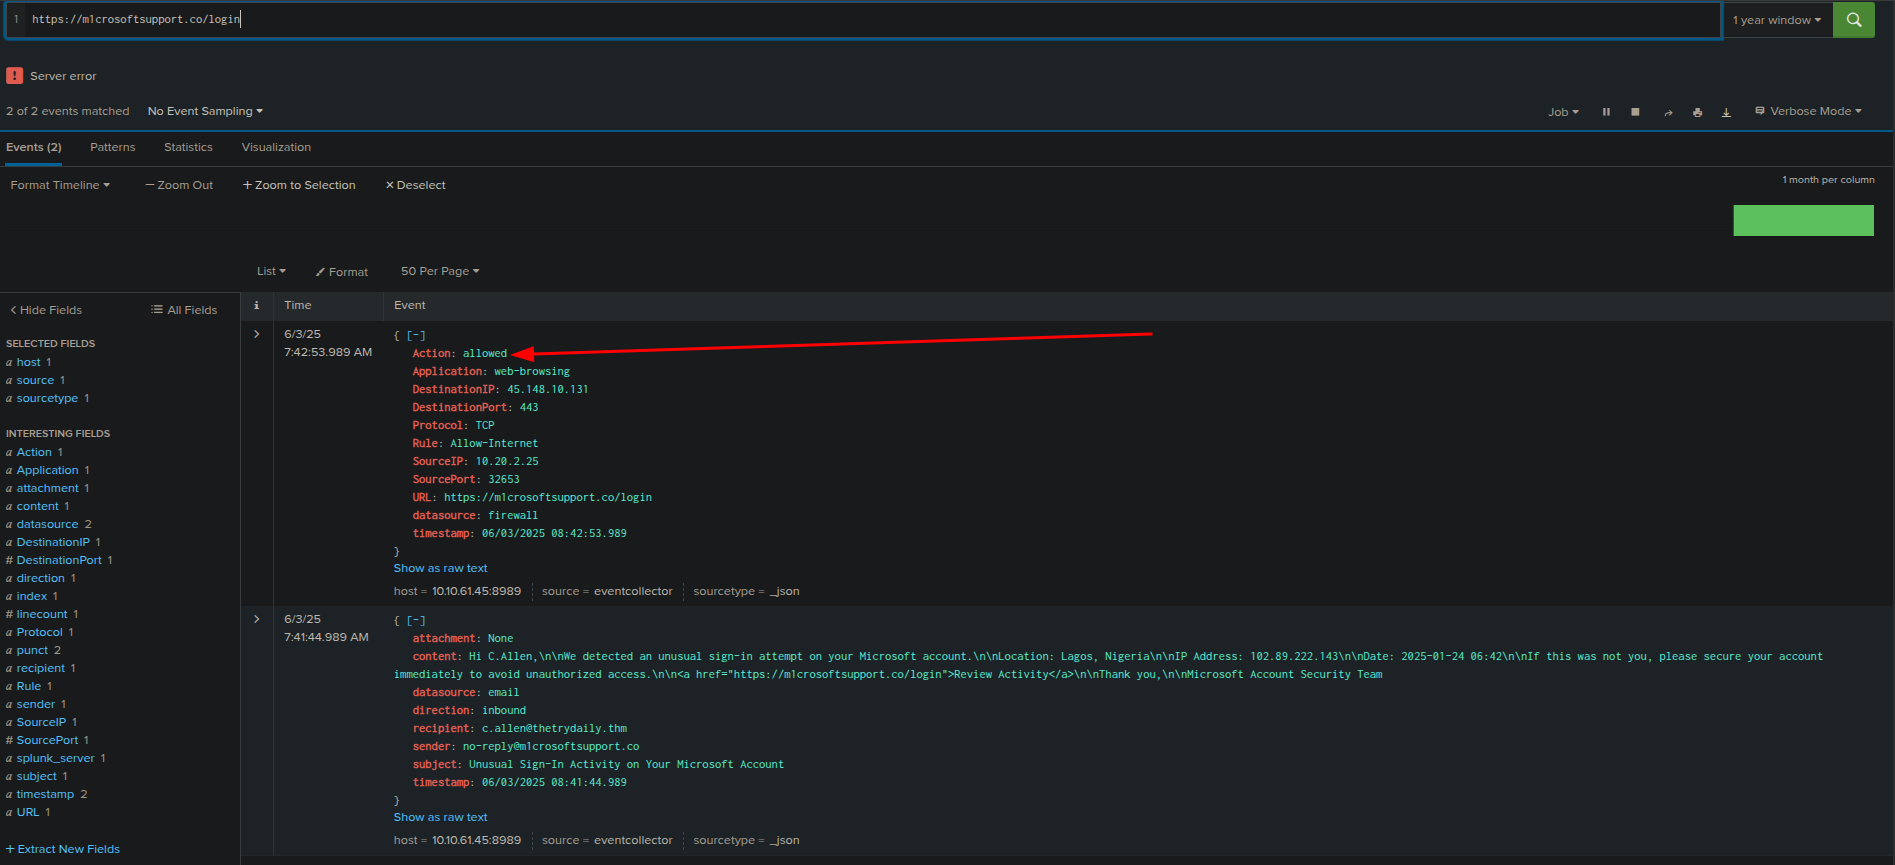 1 https://m1crosoftsupport.co/login
1 year window
! Server error
2 of 2 events matched No Event Sampling
Job Verbose Mode
Events (2) Patterns Statistics Visualization
Format Timeline — Zoom Out + Zoom to Selection × Deselect
1 month per column
List Format 50 Per Page
< Hide Fields All Fields
i Time Event
SELECTED FIELDS
a host 1
a source 1
a sourcetype 1
INTERESTING FIELDS
a Action 1
a Application 1
a attachment 1
a content 1
a datasource 2
a DestinationIP 1
# DestinationPort 1
a direction 1
a index 1
# linecount 1
a Protocol 1
a punct 2
a recipient 1
a Rule 1
a sender 1
a SourceIP 1
# SourcePort 1
a splunk_server 1
a subject 1
a timestamp 2
a URL 1
+ Extract New Fields
> 6/3/25
7:42:53.989 AM
{ [-]
Action: allowed
Application: web-browsing
DestinationIP: 45.148.10.131
DestinationPort: 443
Protocol: TCP
Rule: Allow-Internet
SourceIP: 10.20.2.25
SourcePort: 32653
URL: https://m1crosoftsupport.co/login
datasource: firewall
timestamp: 06/03/2025 08:42:53.989
}
Show as raw text
host = 10.10.61.45:8989 source = eventcollector sourcetype = _json
> 6/3/25
7:41:44.989 AM
{ [-]
attachment: None
content: Hi C.Allen,\n\nWe detected an unusual sign-in attempt on your Microsoft account.\n\nLocation: Lagos, Nigeria\n\nIP Address: 102.89.222.143\n\nDate: 2025-01-24 06:42\n\nIf this was not you, please secure your account
immediately to avoid unauthorized access.\n\n<a href="https://m1crosoftsupport.co/login">Review Activity</a>\n\nThank you,\n\nMicrosoft Account Security Team
datasource: email
direction: inbound
recipient: c.allen@thetrydaily.thm
sender: no-reply@m1crosoftsupport.co
subject: Unusual Sign-In Activity on Your Microsoft Account
timestamp: 06/03/2025 08:41:44.989
}
Show as raw text
host = 10.10.61.45:8989 source = eventcollector sourcetype = _json